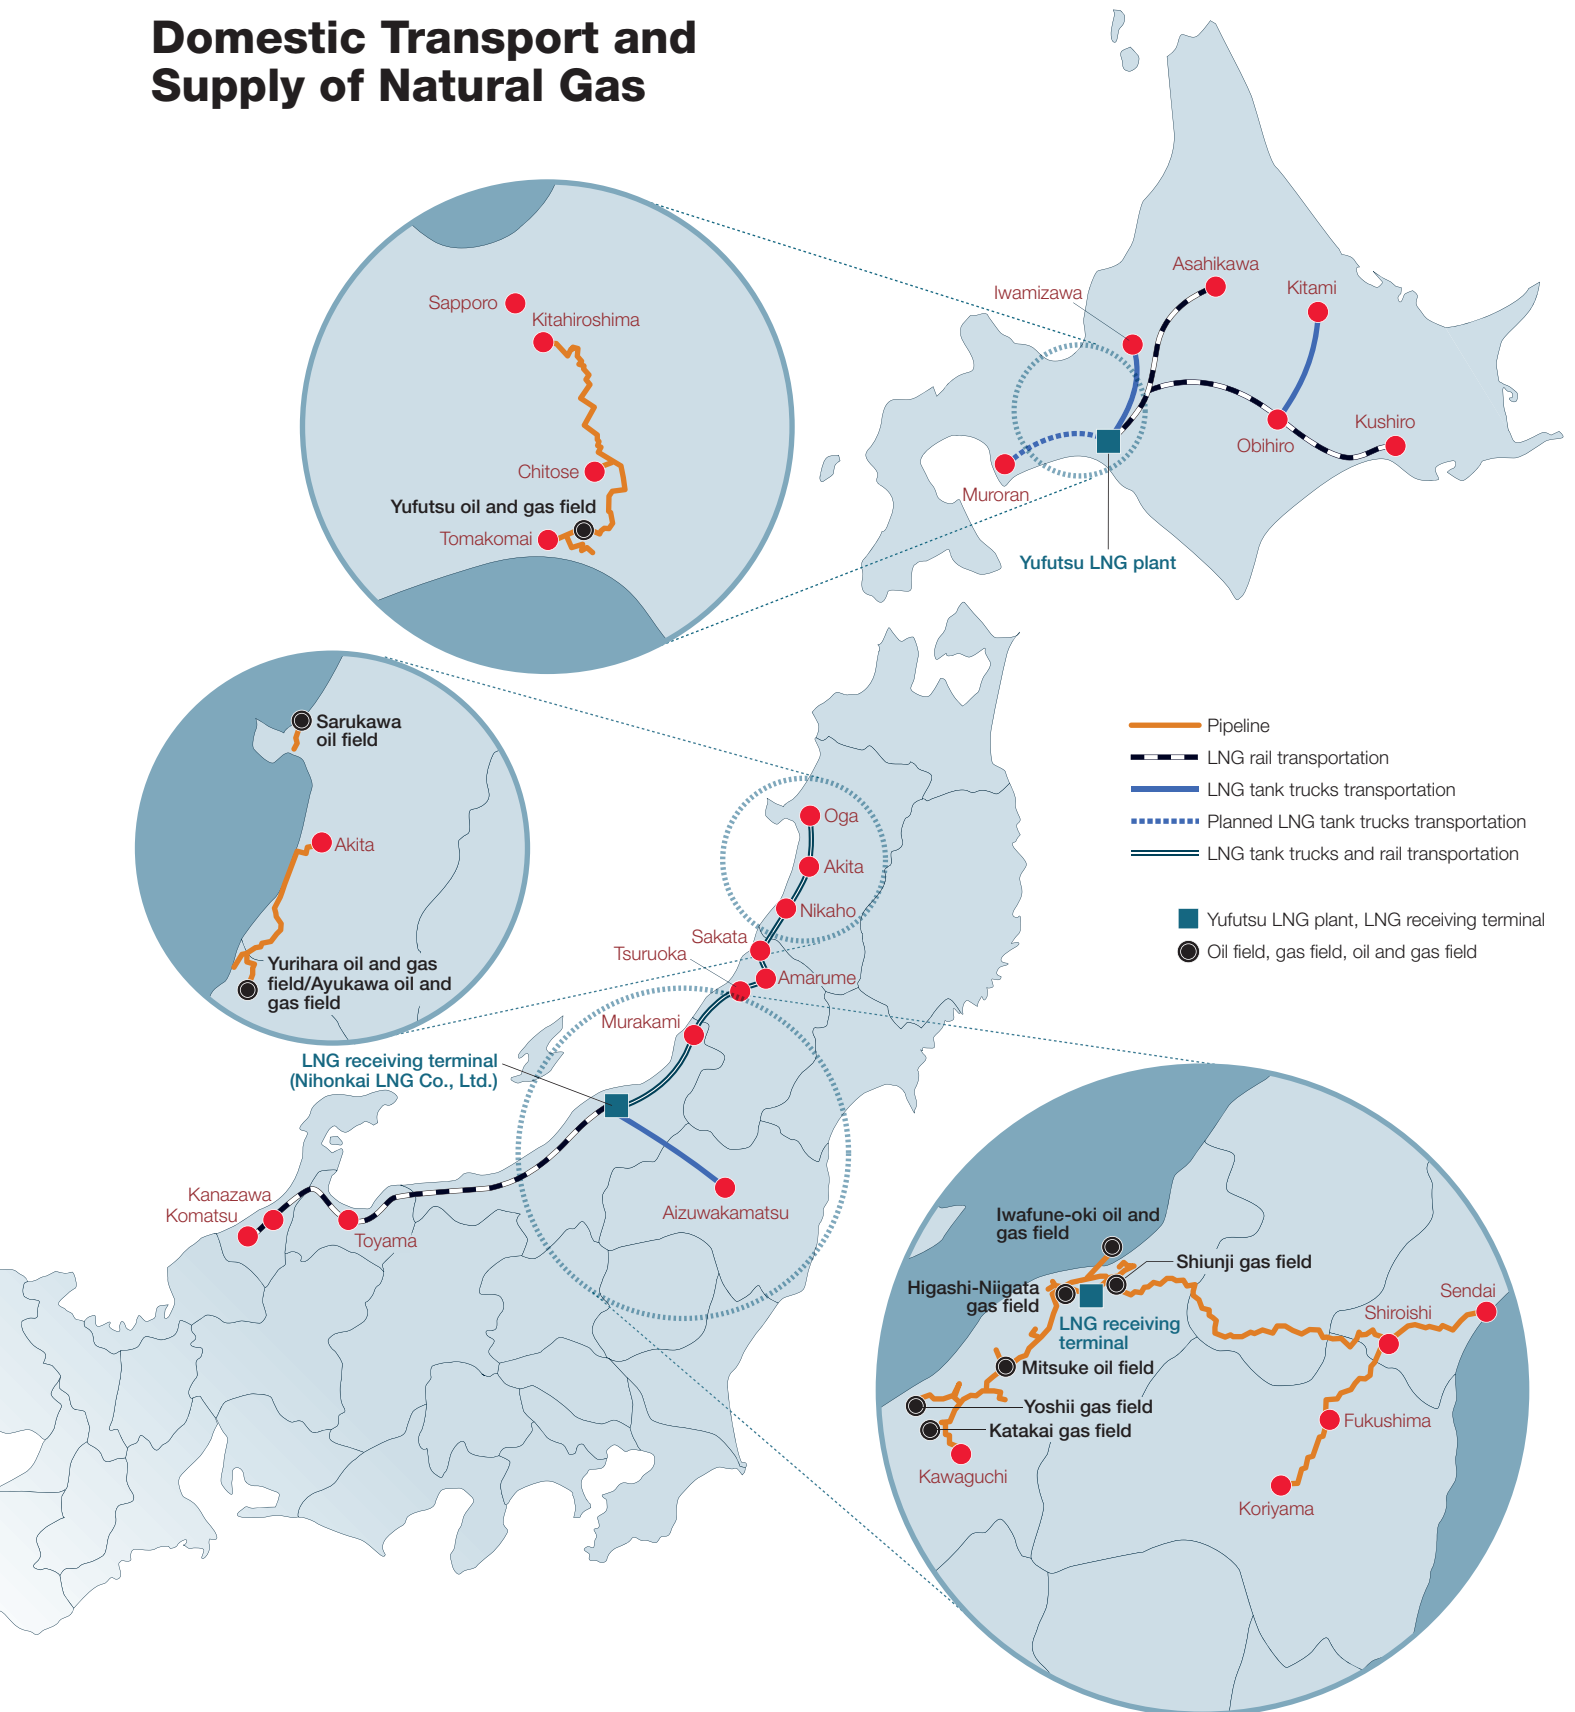 Domestic Transport and
Supply of Natural Gas
Sapporo
Kitahiroshima
Chitose
Yufutsu oil and gas field
Tomakomai
Asahikawa
Iwamizawa
Kitami
Kushiro
Obihiro
Muroran
Yufutsu LNG plant
Sarukawa
oil field
Akita
Yurihara oil and gas
field/Ayukawa oil and
gas field
Pipeline
LNG rail transportation
LNG tank trucks transportation
Planned LNG tank trucks transportation
LNG tank trucks and rail transportation
Yufutsu LNG plant, LNG receiving terminal
Oil field, gas field, oil and gas field
Oga
Akita
Nikaho
Sakata
Tsuruoka
Amarume
Murakami
LNG receiving terminal
(Nihonkai LNG Co., Ltd.)
Kanazawa
Komatsu
Toyama
Aizuwakamatsu
Iwafune-oki oil and
gas field
Shiunji gas field
Higashi-Niigata
gas field
LNG receiving
terminal
Sendai
Shiroishi
Mitsuke oil field
Yoshii gas field
Katakai gas field
Fukushima
Kawaguchi
Koriyama